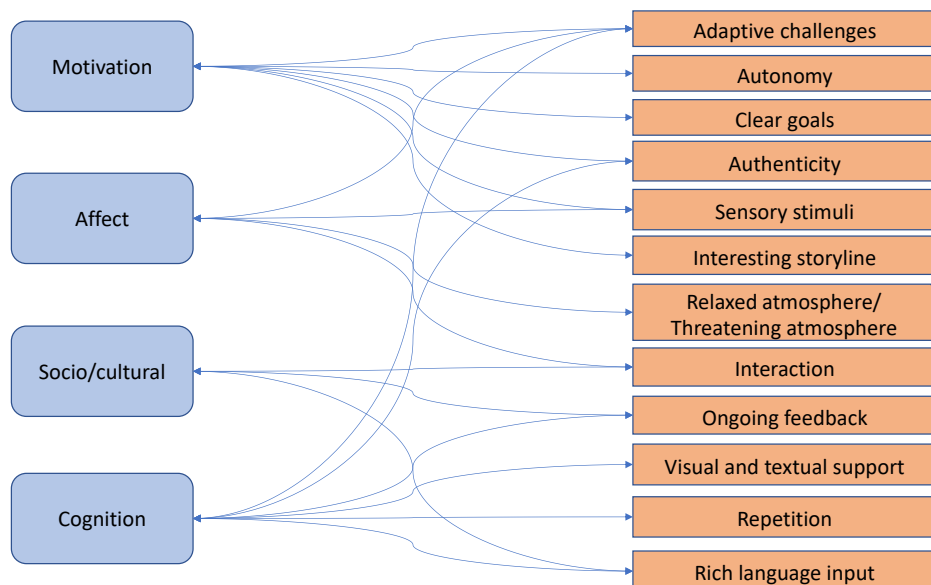 Motivation
Affect
Socio/cultural
Cognition
Adaptive challenges
Autonomy
Clear goals
Authenticity
Sensory stimuli
Interesting storyline
Relaxed atmosphere/
Threatening atmosphere
Interaction
Ongoing feedback
Visual and textual support
Repetition
Rich language input